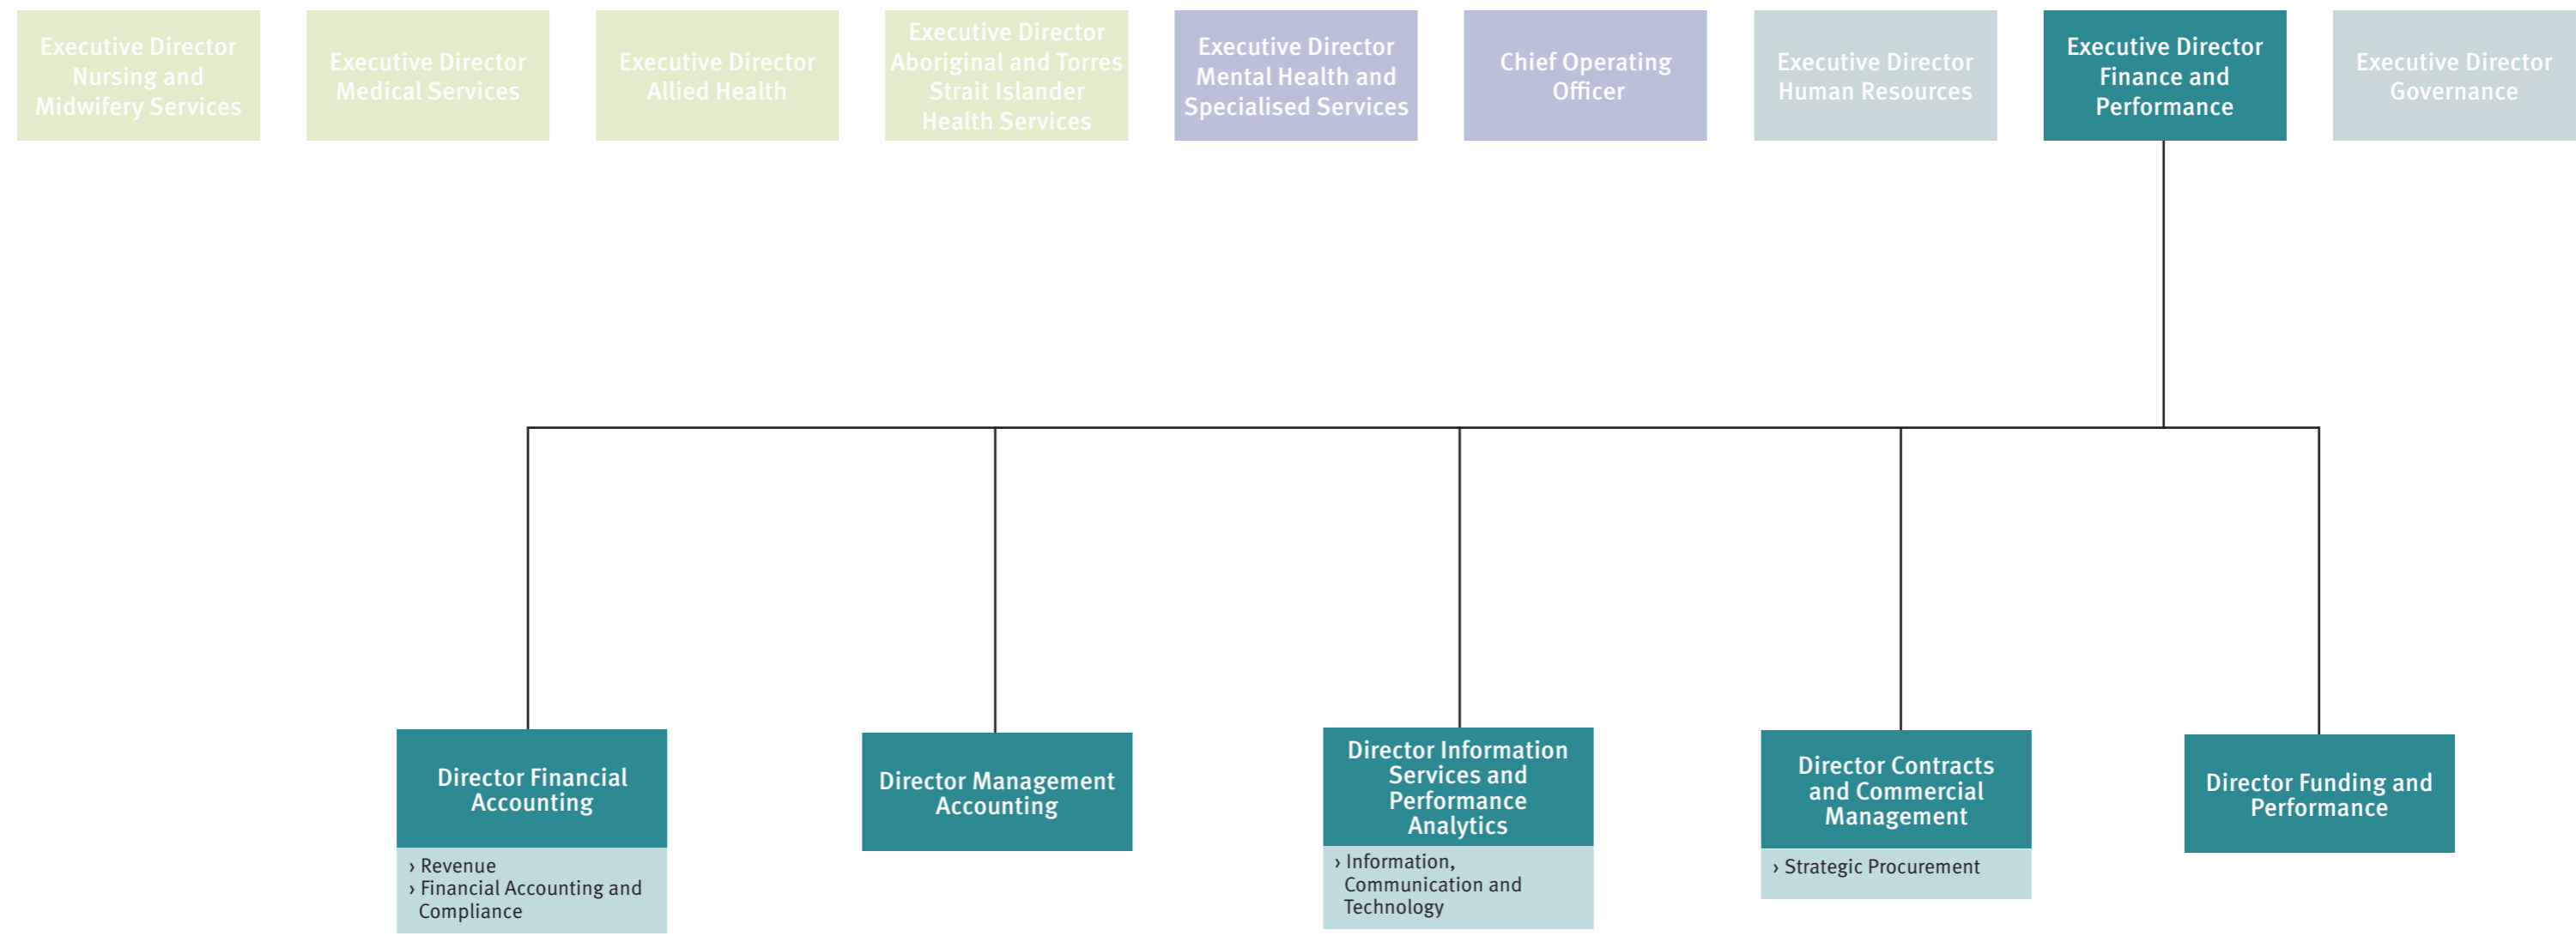 Executive Director
Nursing and
Midwifery Services
Executive Director
Medical Services
Executive Director
Allied Health
Executive Director
Aboriginal and Torres
Strait Islander
Health Services
Executive Director
Mental Health and
Specialised Services
Chief Operating
Officer
Executive Director
Human Resources
Executive Director
Finance and
Performance
Executive Director
Governance
Director Financial
Accounting
› Revenue
› Financial Accounting and
Compliance
Director Management
Accounting
Director Information
Services and
Performance
Analytics
› Information,
Communication and
Technology
Director Contracts
and Commercial
Management
› Strategic Procurement
Director Funding and
Performance